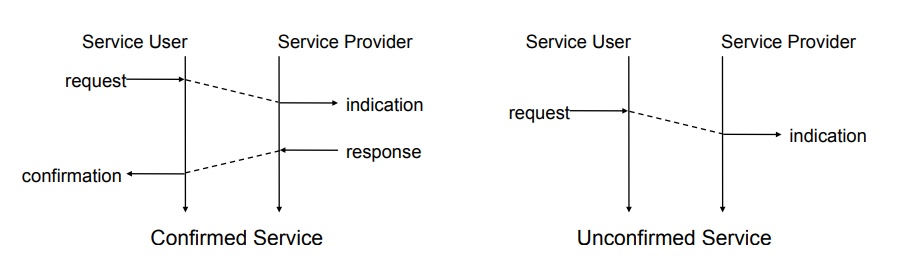 Service User Service Provider
request
indication
response
confirmation
Confirmed Service
Service User Service Provider
request
indication
Unconfirmed Service